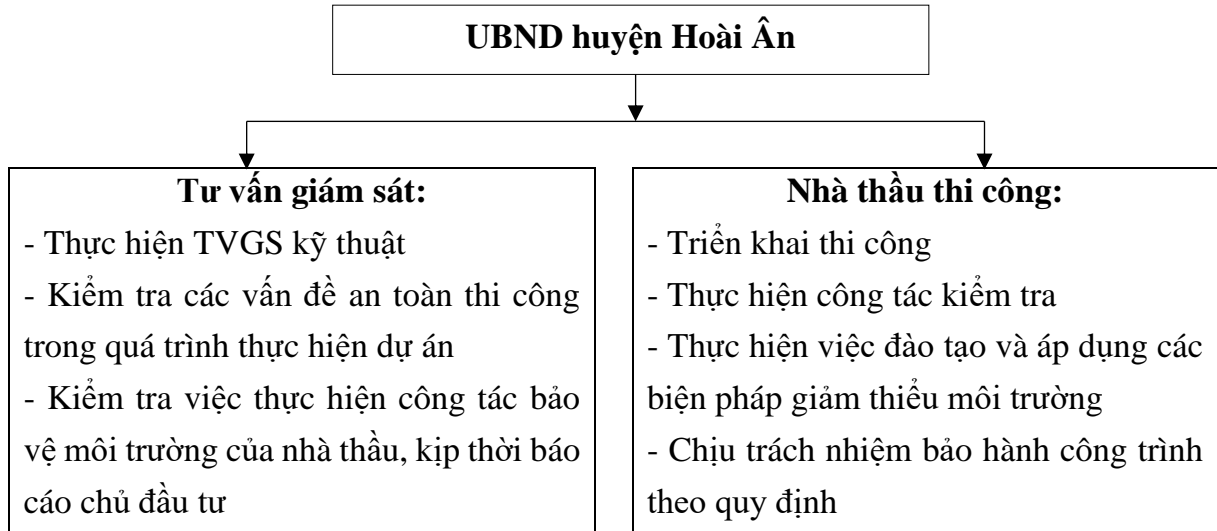 UBND huyện Hoài Ân
Tư vấn giám sát:
- Thực hiện TVGS kỹ thuật
- Kiểm tra các vấn đề an toàn thi công
trong quá trình thực hiện dự án
- Kiểm tra việc thực hiện công tác bảo
vệ môi trường của nhà thầu, kịp thời báo
cáo chủ đầu tư
Nhà thầu thi công:
- Triển khai thi công
- Thực hiện công tác kiểm tra
- Thực hiện việc đào tạo và áp dụng các
biện pháp giảm thiểu môi trường
- Chịu trách nhiệm bảo hành công trình
theo quy định